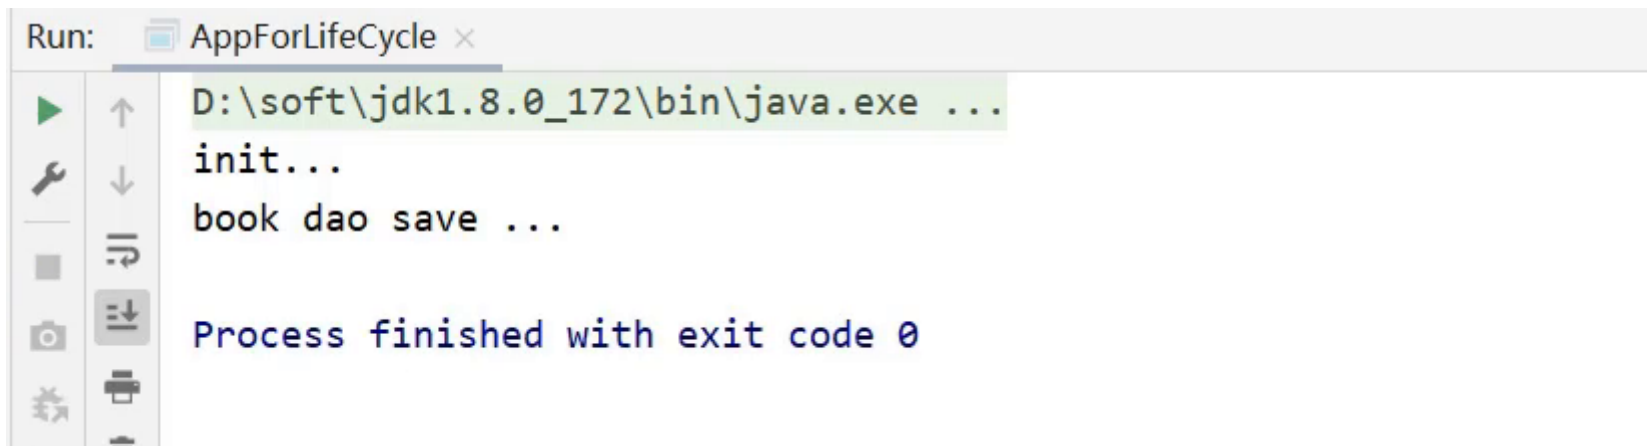 Run: AppForLifeCycle
D:\soft\jdk1.8.0_172\bin\java.exe ...
init...
book dao save ...
Process finished with exit code 0